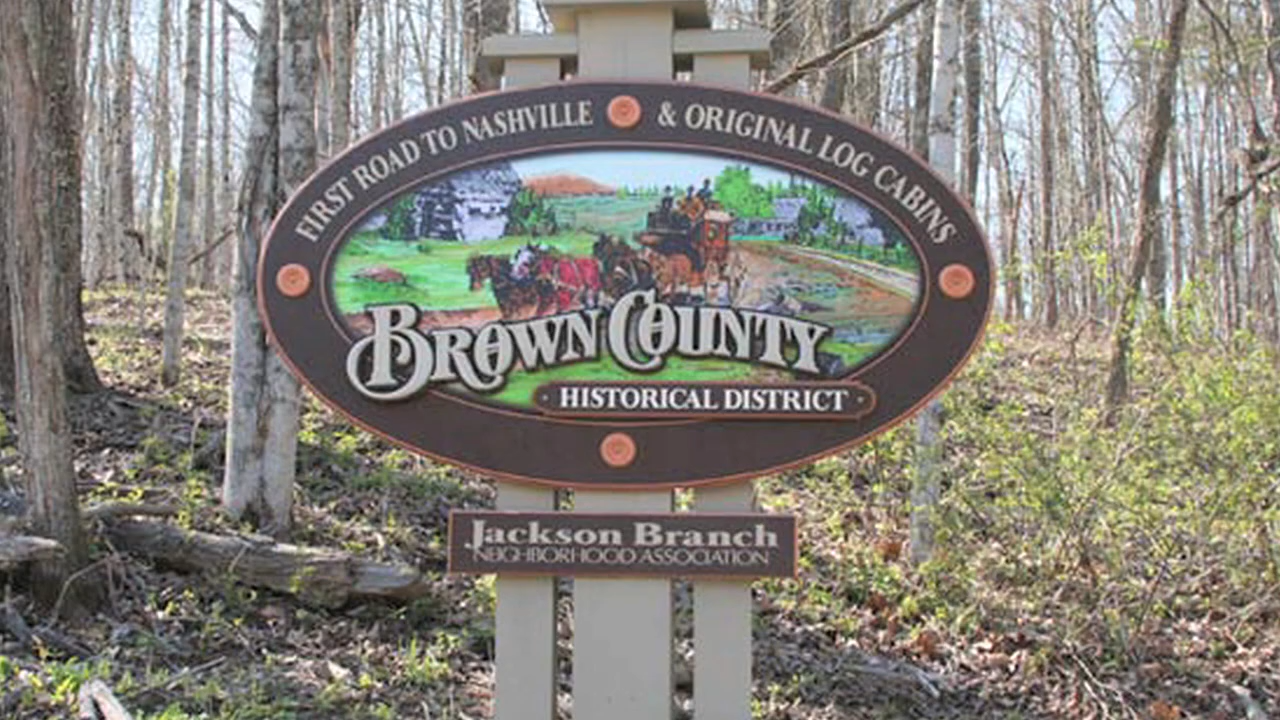 FIRST ROAD TO NASHVILLE & ORIGINAL LOG CABINS
BROWN COUNTY
· HISTORICAL DISTRICT ·
Jackson Branch
NEIGHBORHOOD ASSOCIATION